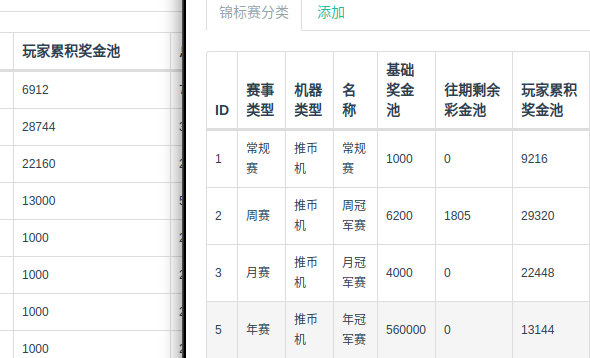 玩家累积奖金池
6912
28744
22160
13000
1000
1000
1000
1000
锦标赛分类 添加
ID 赛事类型 机器类型 名称 基础奖金池 往期剩余彩金池 玩家累积奖金池
1 常规赛 推币机 常规赛 1000 0 9216
2 周赛 推币机 周冠军赛 6200 1805 29320
3 月赛 推币机 月冠军赛 4000 0 22448
5 年赛 推币机 年冠军赛 560000 0 13144